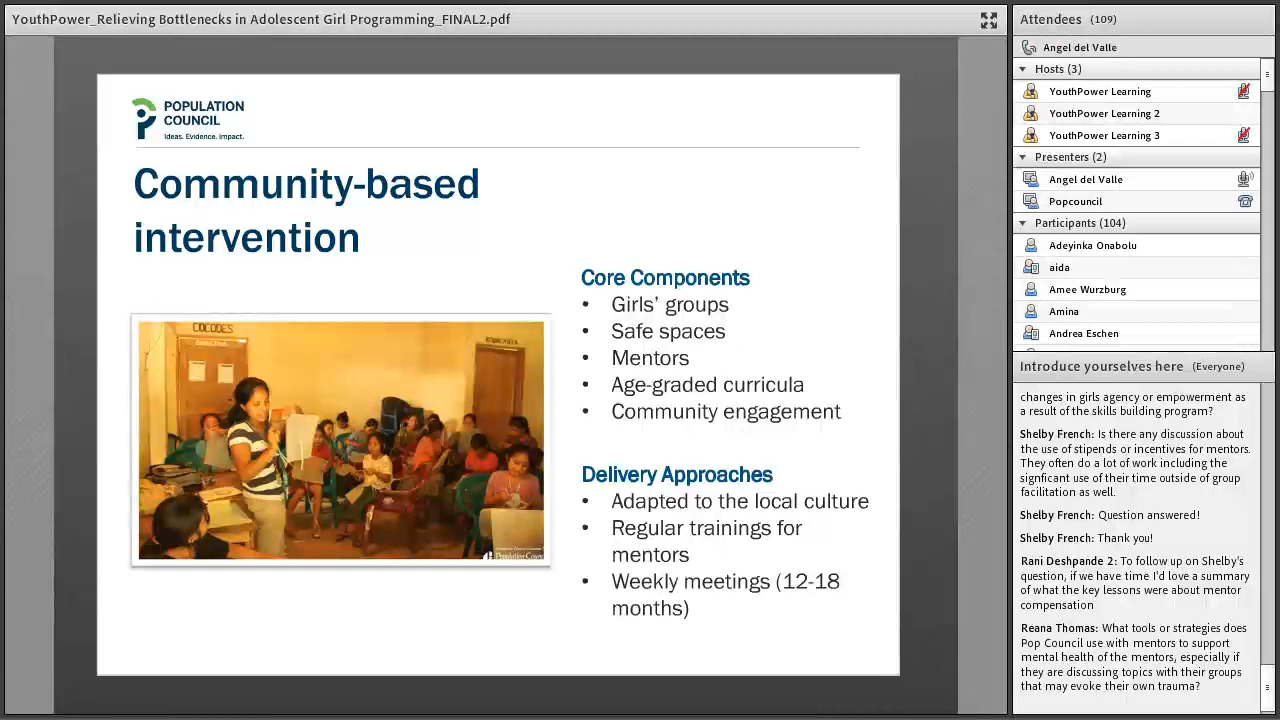 YouthPower_Relieving Bottlenecks in Adolescent Girl Programming_FINAL2.pdf
POPULATION
COUNCIL
Ideas. Evidence. Impact.
Community-based
intervention
COCODES
Core Components
• Girls’ groups
• Safe spaces
• Mentors
• Age-graded curricula
• Community engagement
Delivery Approaches
• Adapted to the local culture
• Regular trainings for
mentors
• Weekly meetings (12-18
months)
Attendees (109)
Angel del Valle
Hosts (3)
YouthPower Learning
YouthPower Learning 2
YouthPower Learning 3
Presenters (2)
Angel del Valle
Popcouncil
Participants (104)
Adeyinka Onabolu
aida
Amee Wurzburg
Amina
Andrea Eschen
Introduce yourselves here (Everyone)
changes in girls agency or empowerment as
a result of the skills building program?
Shelby French: Is there any discussion about
the use of stipends or incentives for mentors.
They often do a lot of work including the
signficant use of their time outside of group
facilitation as well.
Shelby French: Question answered!
Shelby French: Thank you!
Rani Deshpande 2: To follow up on Shelby's
question, if we have time I'd love a summary
of what the key lessons were about mentor
compensation
Reana Thomas: What tools or strategies does
Pop Council use with mentors to support
mental health of the mentors, especially if
they are discussing topics with their groups
that may evoke their own trauma?